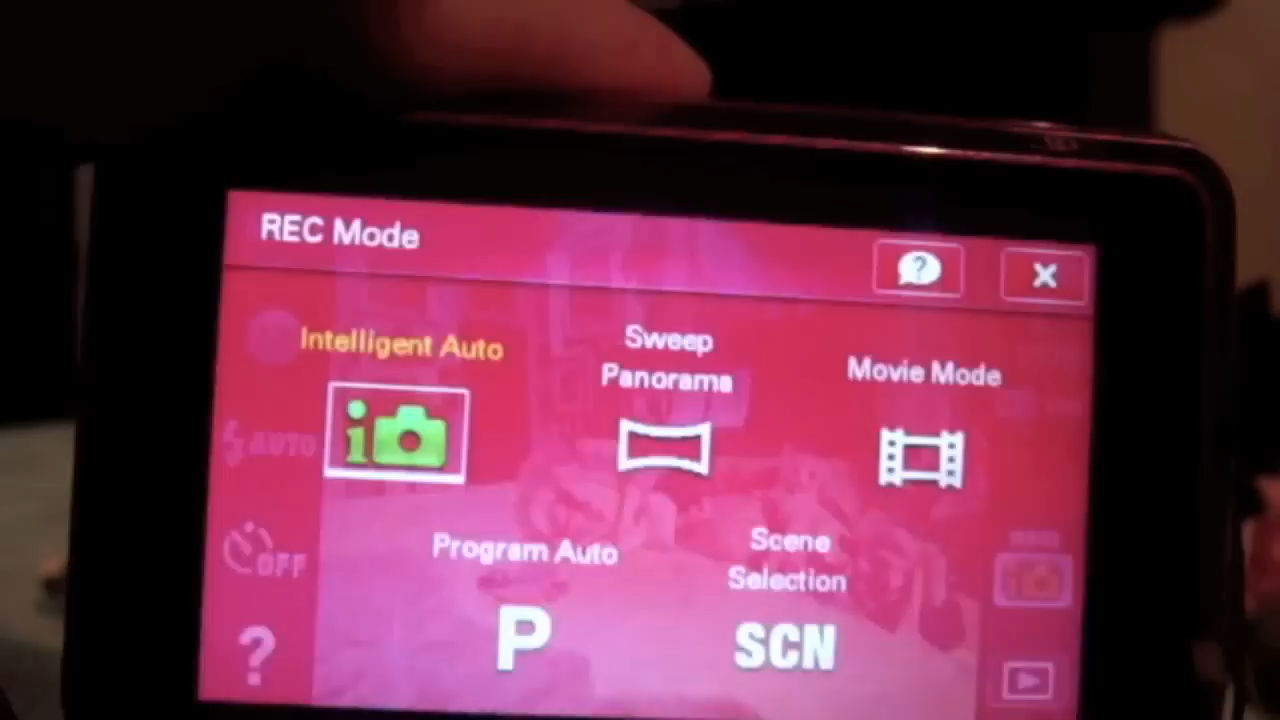 REC Mode
?
X
Intelligent Auto
Sweep
Panorama
Movie Mode
i
AUTO
Program Auto
Scene
Selection
OFF
P
SCN
?